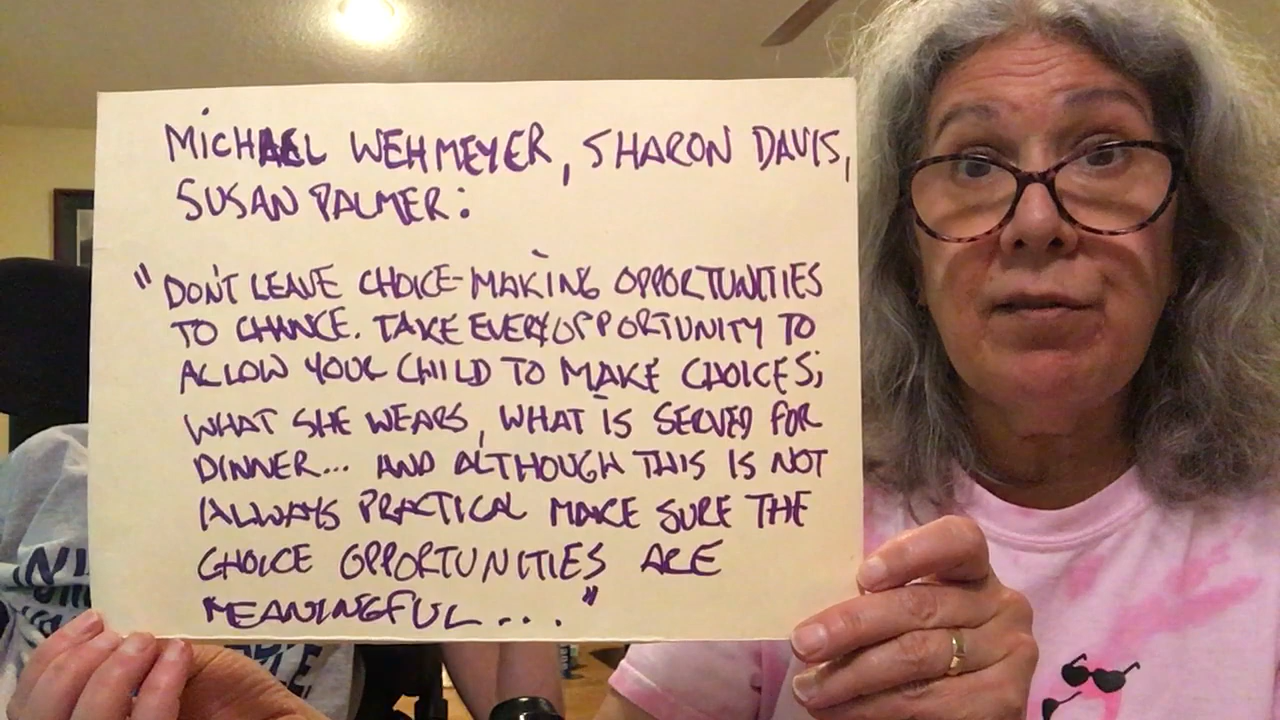 MICHAEL WEHMEYER, SHARON DAVIS,
SUSAN PALMER:
"DON'T LEAVE CHOICE-MAKING OPPORTUNITIES
TO CHANCE. TAKE EVERY OPPORTUNITY TO
ALLOW YOUR CHILD TO MAKE CHOICES;
WHAT SHE WEARS, WHAT IS SERVED FOR
DINNER... AND ALTHOUGH THIS IS NOT
ALWAYS PRACTICAL MAKE SURE THE
CHOICE OPPORTUNITIES ARE
MEANINGFUL...."